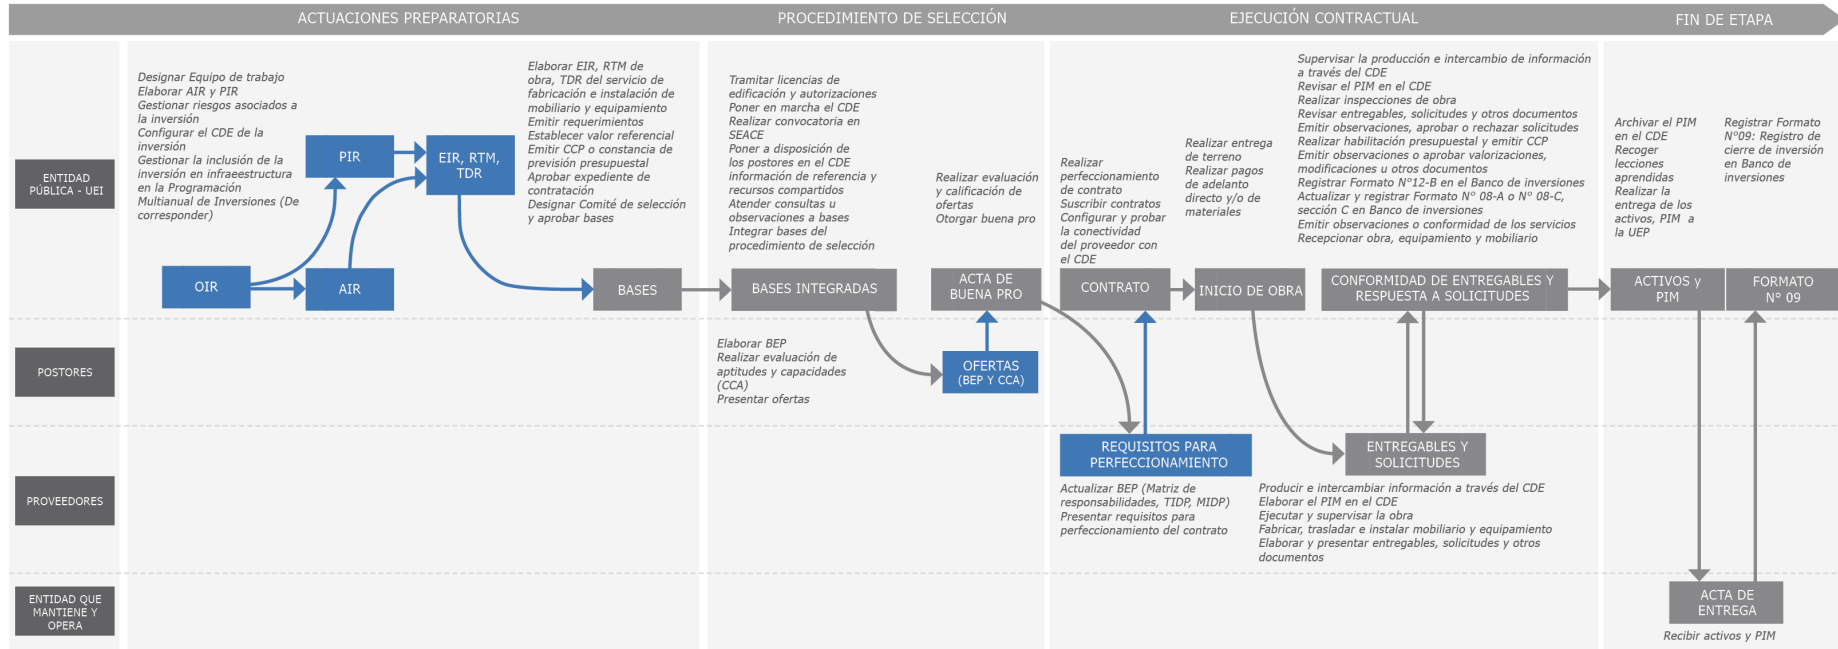 ACTUACIONES PREPARATORIAS
PROCEDIMIENTO DE SELECCIÓN
EJECUCIÓN CONTRACTUAL
FIN DE ETAPA
ENTIDAD
PÚBLICA - UEI
Designar Equipo de trabajo
Elaborar AIR y PIR
Gestionar riesgos asociados a
la inversión
Configurar el CDE de la
inversión
Gestionar la inclusión de la
inversión en infraeestructura
en la Programación
Multianual de Inversiones (De
corresponder)
OIR
PIR
AIR
EIR, RTM,
TDR
Elaborar EIR, RTM de
obra, TDR del servicio de
fabricación e instalación de
mobiliario y equipamiento
Emitir requerimientos
Establecer valor referencial
Emitir CCP o constancia de
previsión presupuestal
Aprobar expediente de
contratación
Designar Comité de selección
y aprobar bases
BASES
Tramitar licencias de
edificación y autorizaciones
Poner en marcha el CDE
Realizar convocatoria en
SEACE
Poner a disposición de
los postores en el CDE
información de referencia y
recursos compartidos
Atender consultas u
observaciones a bases
Integrar bases del
procedimiento de selección
BASES INTEGRADAS
Realizar evaluación
y calificación de
ofertas
Otorgar buena pro
ACTA DE
BUENA PRO
Realizar
perfeccionamiento
de contrato
Suscribir contratos
Configurar y probar
la conectividad
del proveedor con
el CDE
CONTRATO
Realizar entrega
de terreno
Realizar pagos
de adelanto
directo y/o de
materiales
INICIO DE OBRA
Supervisar la producción e intercambio de información
a través del CDE
Revisar el PIM en el CDE
Realizar inspecciones de obra
Revisar entregables, solicitudes y otros documentos
Emitir observaciones, aprobar o rechazar solicitudes
Realizar habilitación presupuestal y emitir CCP
Emitir observaciones o aprobar valorizaciones,
modificaciones u otros documentos
Registrar Formato N°12-B en el Banco de inversiones
Actualizar y registrar Formato N° 08-A o N° 08-C,
sección C en Banco de inversiones
Emitir observaciones o conformidad de los servicios
Recepcionar obra, equipamiento y mobiliario
CONFORMIDAD DE ENTREGABLES Y
RESPUESTA A SOLICITUDES
Archivar el PIM
en el CDE
Recoger
lecciones
aprendidas
Realizar la
entrega de los
activos, PIM a
la UEP
ACTIVOS y
PIM
Registrar Formato
N°09: Registro de
cierre de inversión
en Banco de
inversiones
FORMATO
N° 09
POSTORES
Elaborar BEP
Realizar evaluación de
aptitudes y capacidades
(CCA)
Presentar ofertas
OFERTAS
(BEP Y CCA)
PROVEEDORES
REQUISITOS PARA
PERFECCIONAMIENTO
Actualizar BEP (Matriz de
responsabilidades, TIDP, MIDP)
Presentar requisitos para
perfeccionamiento del contrato
ENTREGABLES Y
SOLICITUDES
Producir e intercambiar información a través del CDE
Elaborar el PIM en el CDE
Ejecutar y supervisar la obra
Fabricar, trasladar e instalar mobiliario y equipamiento
Elaborar y presentar entregables, solicitudes y otros
documentos
ENTIDAD QUE
MANTIENE Y
OPERA
ACTA DE
ENTREGA
Recibir activos y PIM